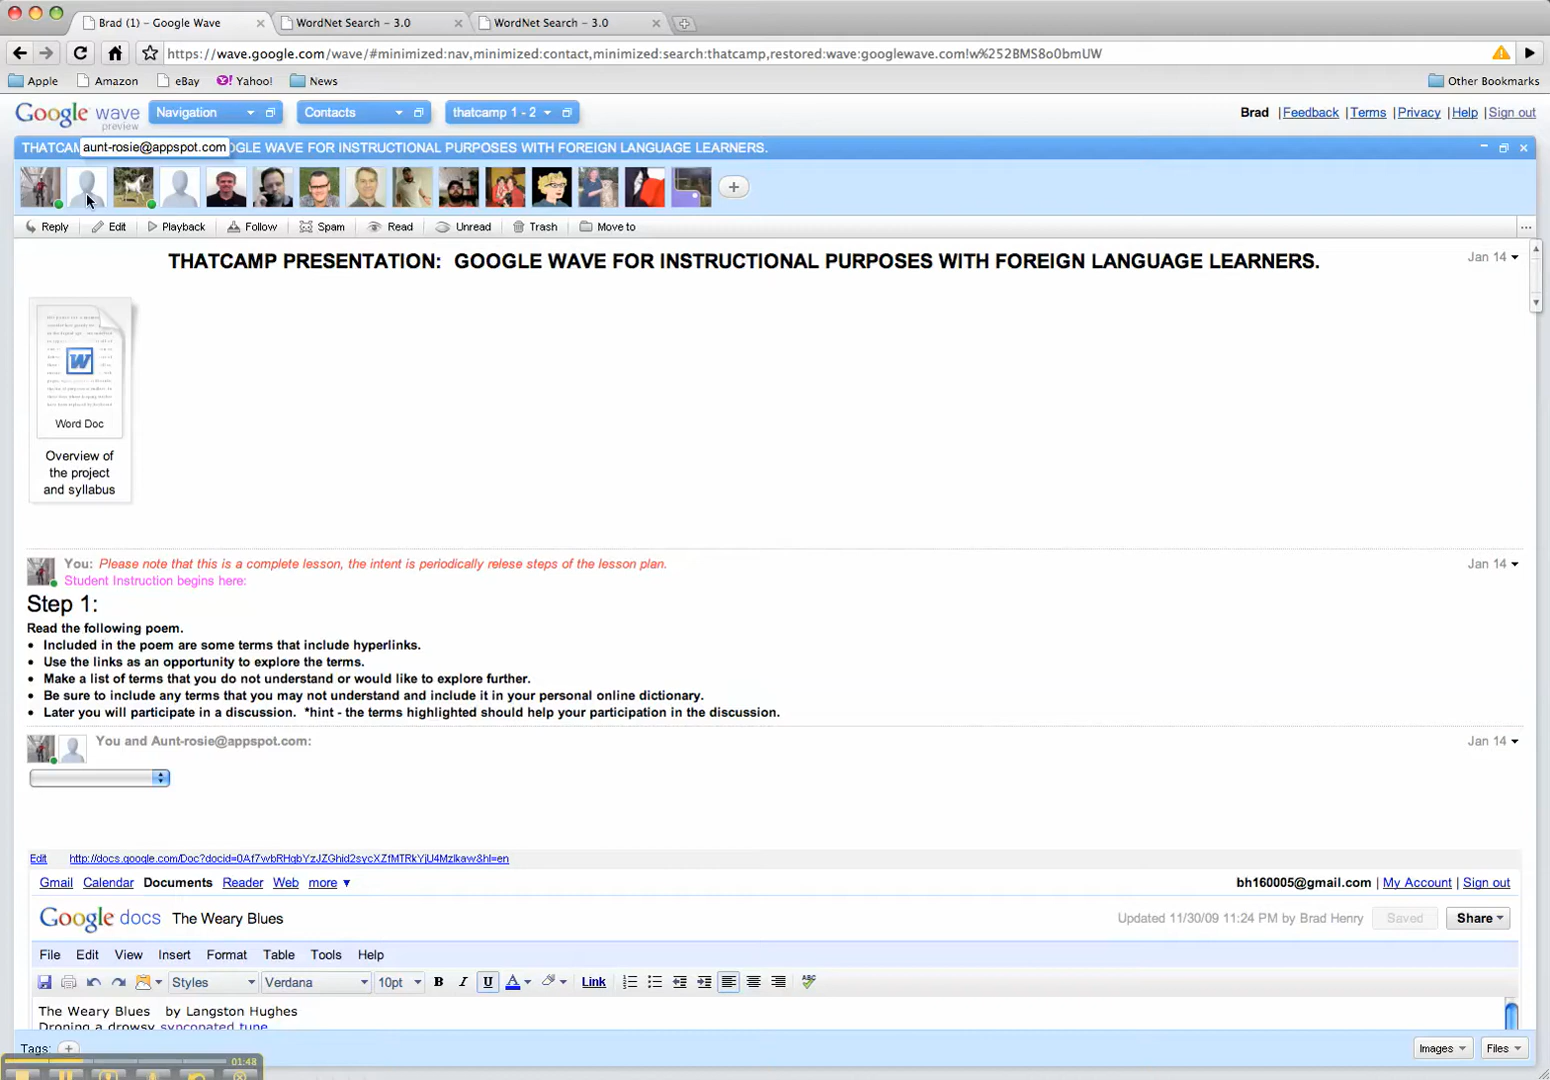 Brad (1) – Google Wave
WordNet Search – 3.0
WordNet Search – 3.0
https://wave.google.com/wave/#minimized:nav,minimized:contact,minimized:search:thatcamp,restored:wave:googlewave.com!w%252BMS8o0bmUW
Apple Amazon eBay Yahoo! News Other Bookmarks
Google wave
preview
Navigation Contacts thatcamp 1 - 2
Brad | Feedback | Terms | Privacy | Help | Sign out
aunt-rosie@appspot.com
WAVE FOR INSTRUCTIONAL PURPOSES WITH FOREIGN LANGUAGE LEARNERS.
Reply Edit Playback Follow Spam Read Unread Trash Move to
THATCAMP PRESENTATION: GOOGLE WAVE FOR INSTRUCTIONAL PURPOSES WITH FOREIGN LANGUAGE LEARNERS.
Jan 14
W
Word Doc
Overview of
the project
and syllabus
You: Please note that this is a complete lesson, the intent is periodically relese steps of the lesson plan.
Jan 14
Student Instruction begins here:
Step 1:
Read the following poem.
• Included in the poem are some terms that include hyperlinks.
• Use the links as an opportunity to explore the terms.
• Make a list of terms that you do not understand or would like to explore further.
• Be sure to include any terms that you may not understand and include it in your personal online dictionary.
• Later you will participate in a discussion. *hint - the terms highlighted should help your participation in the discussion.
You and Aunt-rosie@appspot.com:
Jan 14
Edit
Gmail Calendar Documents Reader Web more ▼
bh160005@gmail.com | My Account | Sign out
Google docs The Weary Blues
Updated 11/30/09 11:24 PM by Brad Henry Saved Share
File Edit View Insert Format Table Tools Help
Styles Verdana 10pt B I U A Link
The Weary Blues by Langston Hughes
Droning a drowsy syncopated tune
Tags:
Images Files
01:48